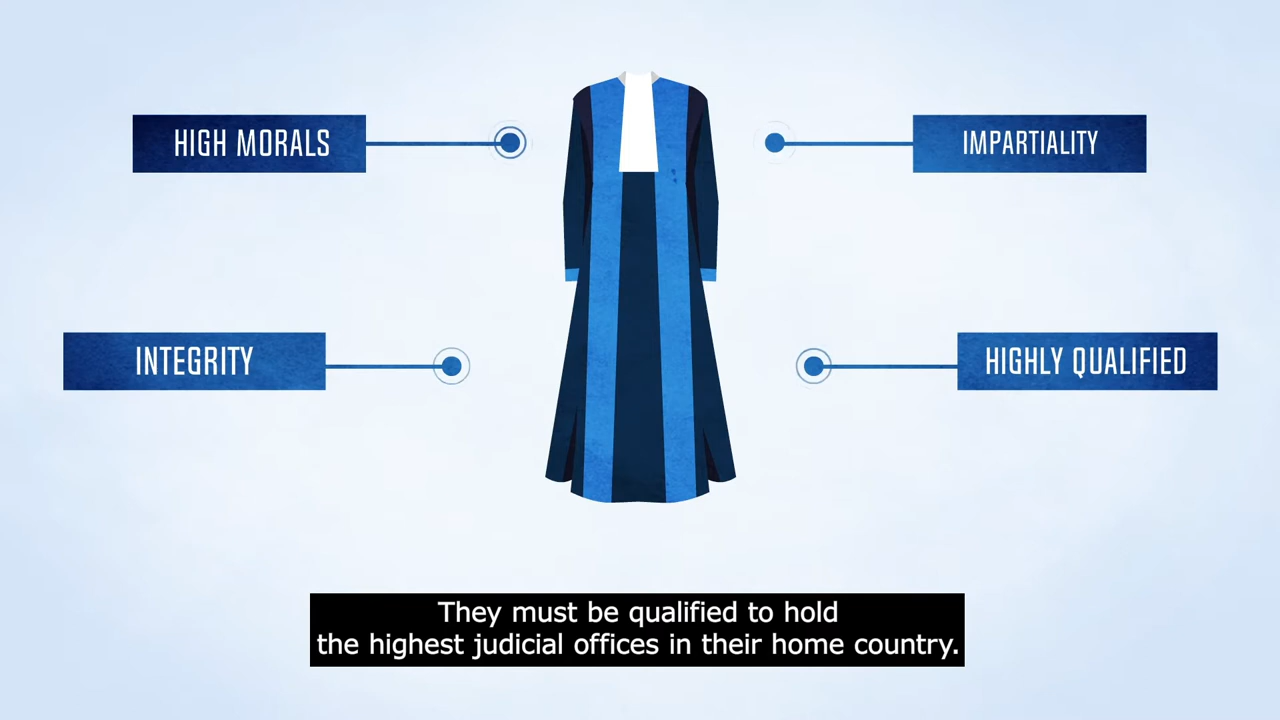 HIGH MORALS
IMPARTIALITY
INTEGRITY
HIGHLY QUALIFIED
They must be qualified to hold
the highest judicial offices in their home country.